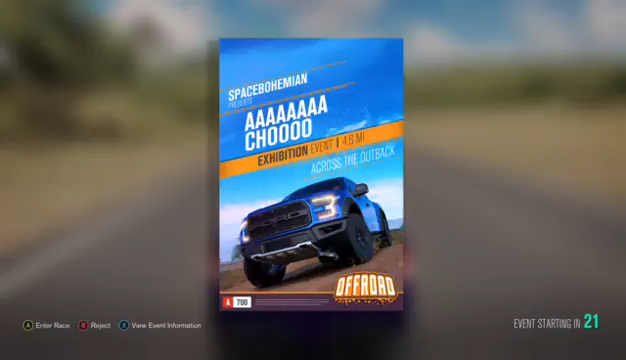 SPACEBOHEMIAN
PRESENTS
AAAAAAAA
CHOOOO
EXHIBITION EVENT | 4.6 MI
ACROSS THE OUTBACK
FORD
OFFROAD
A 700
A Enter Race B Reject X View Event Information
EVENT STARTING IN 21